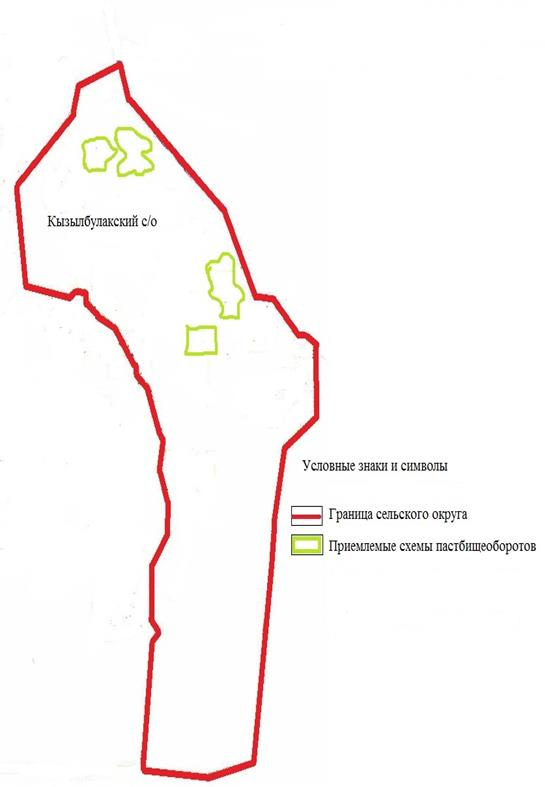 Кызылбулакский с/о
Условные знаки и символы
Граница сельского округа
Приемлемые схемы пастбищеоборотов